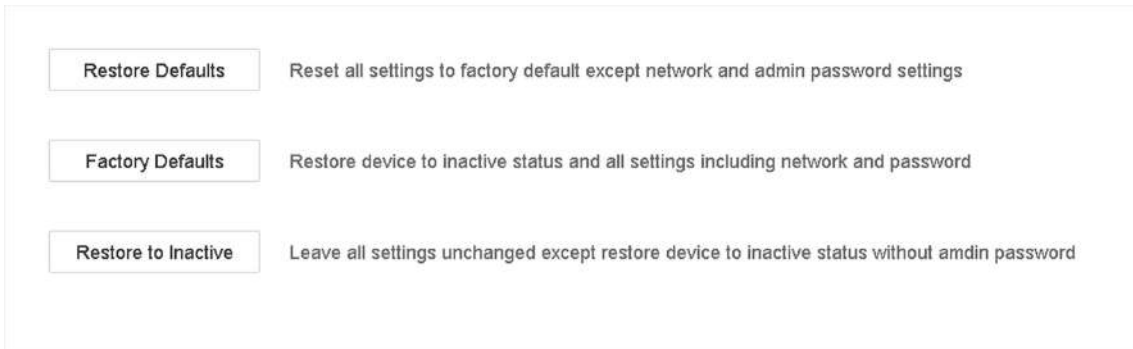 Restore Defaults Reset all settings to factory default except network and admin password settings
Factory Defaults Restore device to inactive status and all settings including network and password
Restore to Inactive Leave all settings unchanged except restore device to inactive status without amdin password